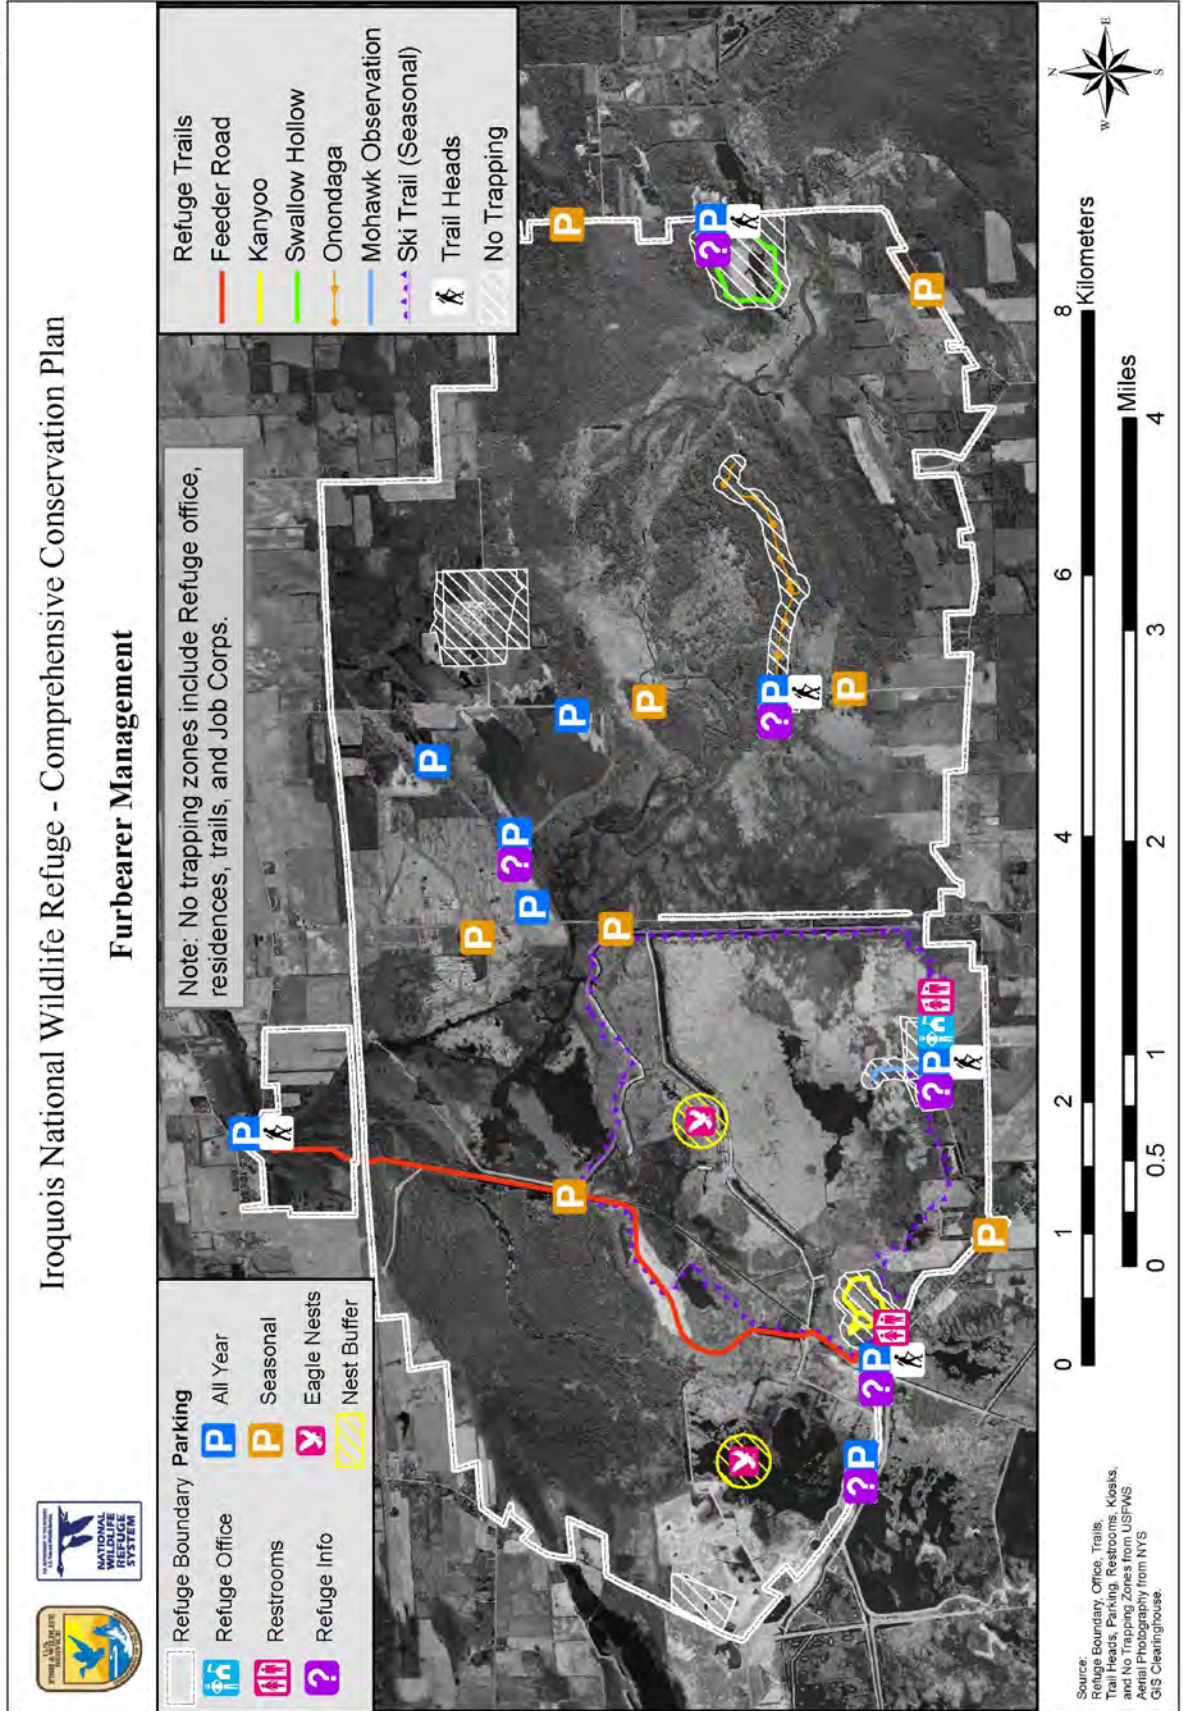 Iroquois National Wildlife Refuge - Comprehensive Conservation Plan
Furbearer Management
U.S.
FISH & WILDLIFE
SERVICE
NATIONAL
WILDLIFE
REFUGE
SYSTEM
Refuge Boundary
Refuge Office
Restrooms
? Refuge Info
Parking
P All Year
P Seasonal
Eagle Nests
Nest Buffer
Note: No trapping zones include Refuge office,
residences, trails, and Job Corps.
Refuge Trails
Feeder Road
Kanyoo
Swallow Hollow
Onondaga
Mohawk Observation
Ski Trail (Seasonal)
Trail Heads
No Trapping
P
P
P
P
? P
P
P
P
P
? P
P
? P
P
? P
P
? P
? P
P
Source:
Refuge Boundary, Office, Trails,
Trail Heads, Parking, Restrooms, Kiosks,
and No Trapping Zones from USFWS.
Aerial Photography from NYS
GIS Clearinghouse.
0 1 2 4 6 8
Kilometers
0 0.5 1 2 3 4
Miles
N
W E
S